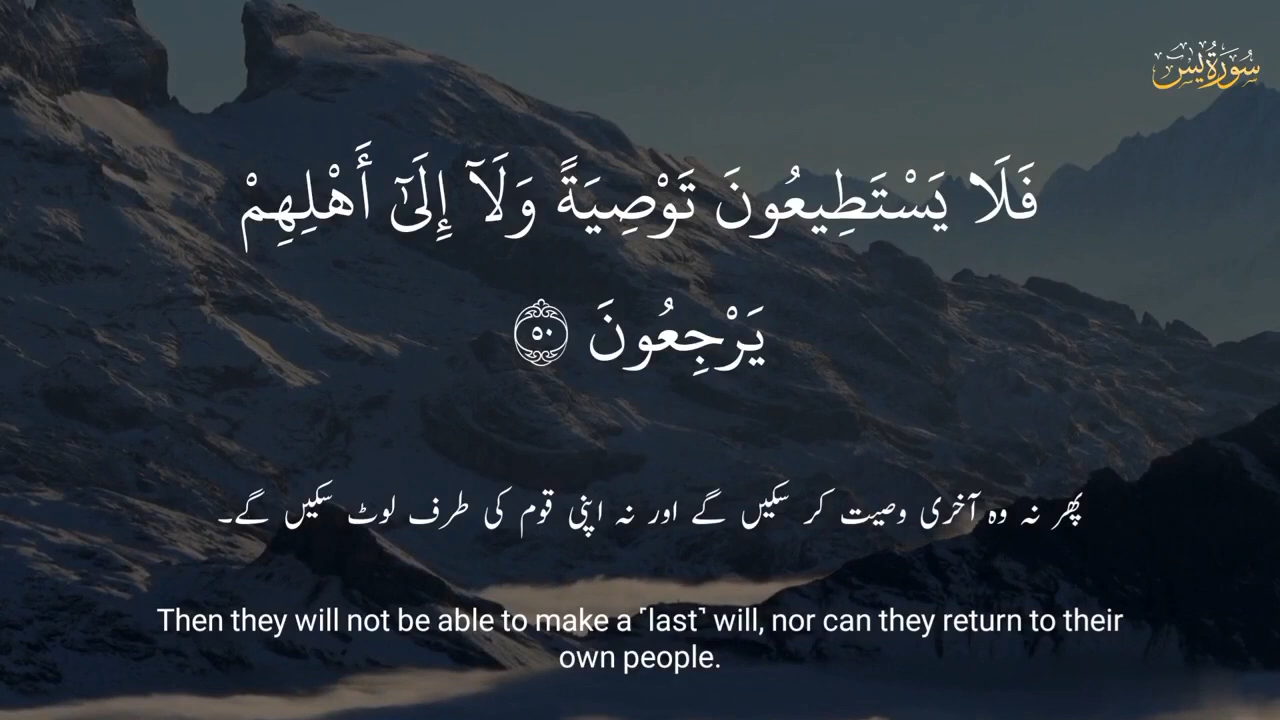 سُورَةُ يس
فَلَا يَسْتَطِيعُونَ تَوْصِيَةً وَلَآ إِلَىٰٓ أَهْلِهِمْ
يَرْجِعُونَ ۝٥٠
پھر نہ وہ آخری وصیت کر سکیں گے اور نہ اپنی قوم کی طرف لوٹ سکیں گے۔
Then they will not be able to make a ˹last˺ will, nor can they return to their
own people.